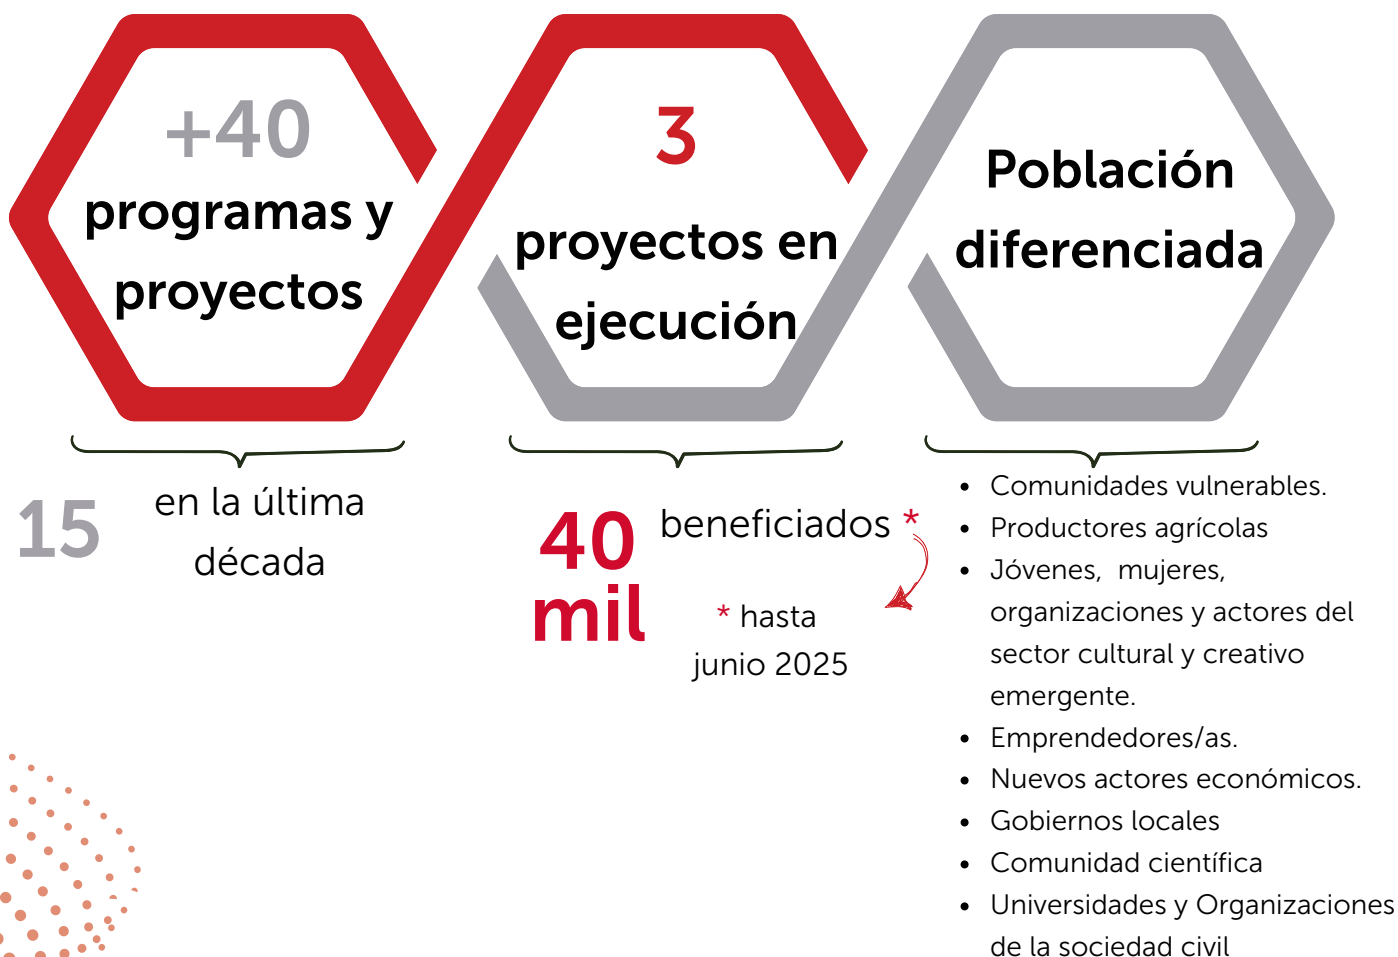 +40
programas y
proyectos
15
en la última
década
3
proyectos en
ejecución
40
mil
beneficiados *
* hasta
junio 2025
Población
diferenciada
• Comunidades vulnerables.
• Productores agrícolas
• Jóvenes, mujeres,
organizaciones y actores del
sector cultural y creativo
emergente.
• Emprendedores/as.
• Nuevos actores económicos.
• Gobiernos locales
• Comunidad científica
• Universidades y Organizaciones
de la sociedad civil